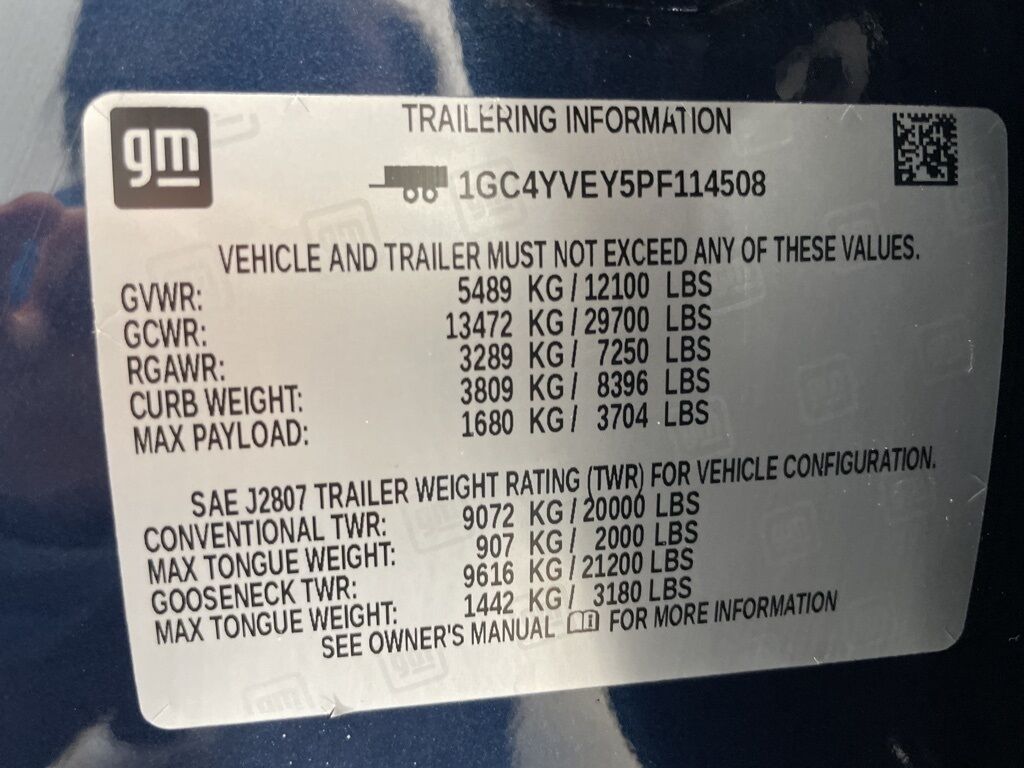 gm
TRAILERING INFORMATION
1GC4YVEY5PF114508
VEHICLE AND TRAILER MUST NOT EXCEED ANY OF THESE VALUES.
GVWR: 5489 KG / 12100 LBS
GCWR: 13472 KG / 29700 LBS
RGAWR: 3289 KG / 7250 LBS
CURB WEIGHT: 3809 KG / 8396 LBS
MAX PAYLOAD: 1680 KG / 3704 LBS
SAE J2807 TRAILER WEIGHT RATING (TWR) FOR VEHICLE CONFIGURATION.
CONVENTIONAL TWR: 9072 KG / 20000 LBS
MAX TONGUE WEIGHT: 907 KG / 2000 LBS
GOOSENECK TWR: 9616 KG / 21200 LBS
MAX TONGUE WEIGHT: 1442 KG / 3180 LBS
SEE OWNER'S MANUAL FOR MORE INFORMATION